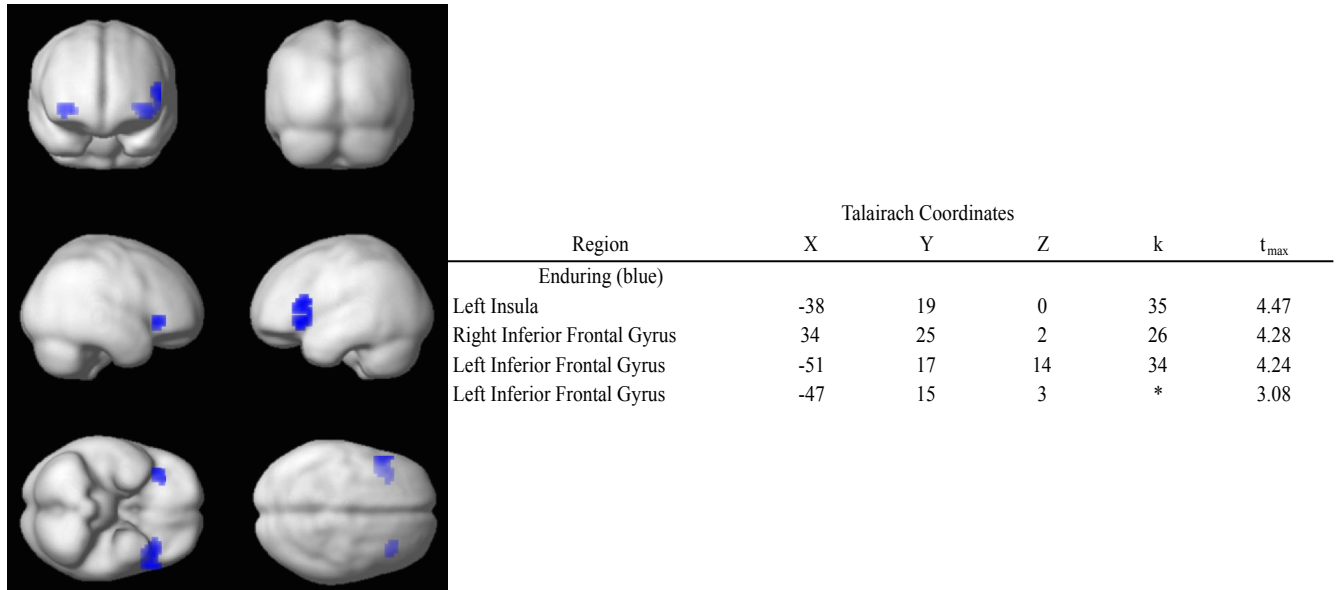 Talairach Coordinates
Region X Y Z k tmax
Enduring (blue)
Left Insula -38 19 0 35 4.47
Right Inferior Frontal Gyrus 34 25 2 26 4.28
Left Inferior Frontal Gyrus -51 17 14 34 4.24
Left Inferior Frontal Gyrus -47 15 3 * 3.08